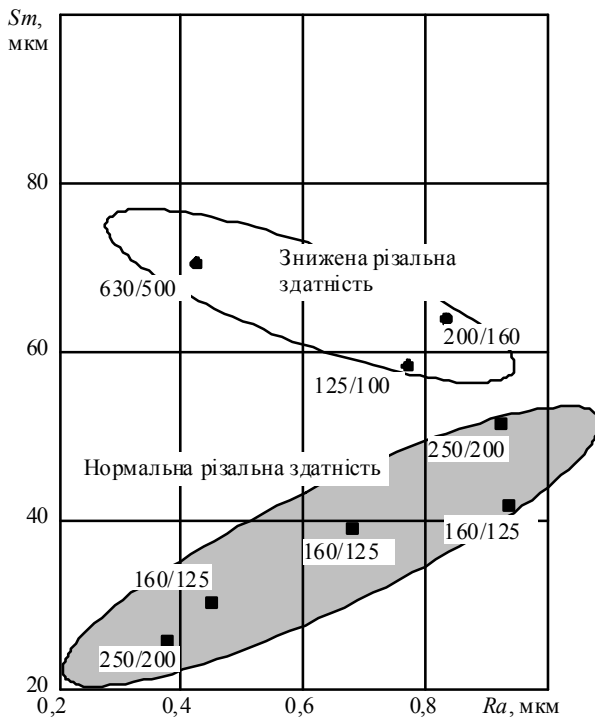 Sm,
мкм
80
Знижена різальна
здатність
630/500
200/160
60
125/100
250/200
Нормальна різальна здатність
40
160/125
160/125
160/125
250/200
20
0,2
0,4
0,6
0,8
Ra, мкм